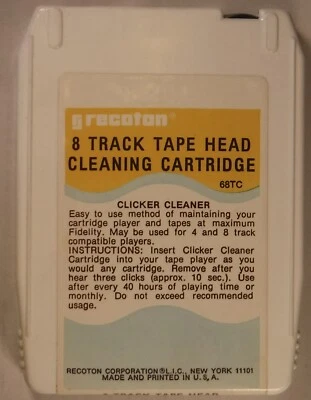 recoton®
8 TRACK TAPE HEAD
CLEANING CARTRIDGE
68TC
CLICKER CLEANER
Easy to use method of maintaining your
cartridge player and tapes at maximum
Fidelity. May be used for 4 and 8 track
compatible players.
INSTRUCTIONS: Insert Clicker Cleaner
Cartridge into your tape player as you
would any cartridge. Remove after you
hear three clicks (approx. 10 sec.). Use
after every 40 hours of playing time or
monthly. Do not exceed recommended
usage.
RECOTON CORPORATION® L.I.C., NEW YORK 11101
MADE AND PRINTED IN U.S.A.
8 TRACK TAPE HEAD